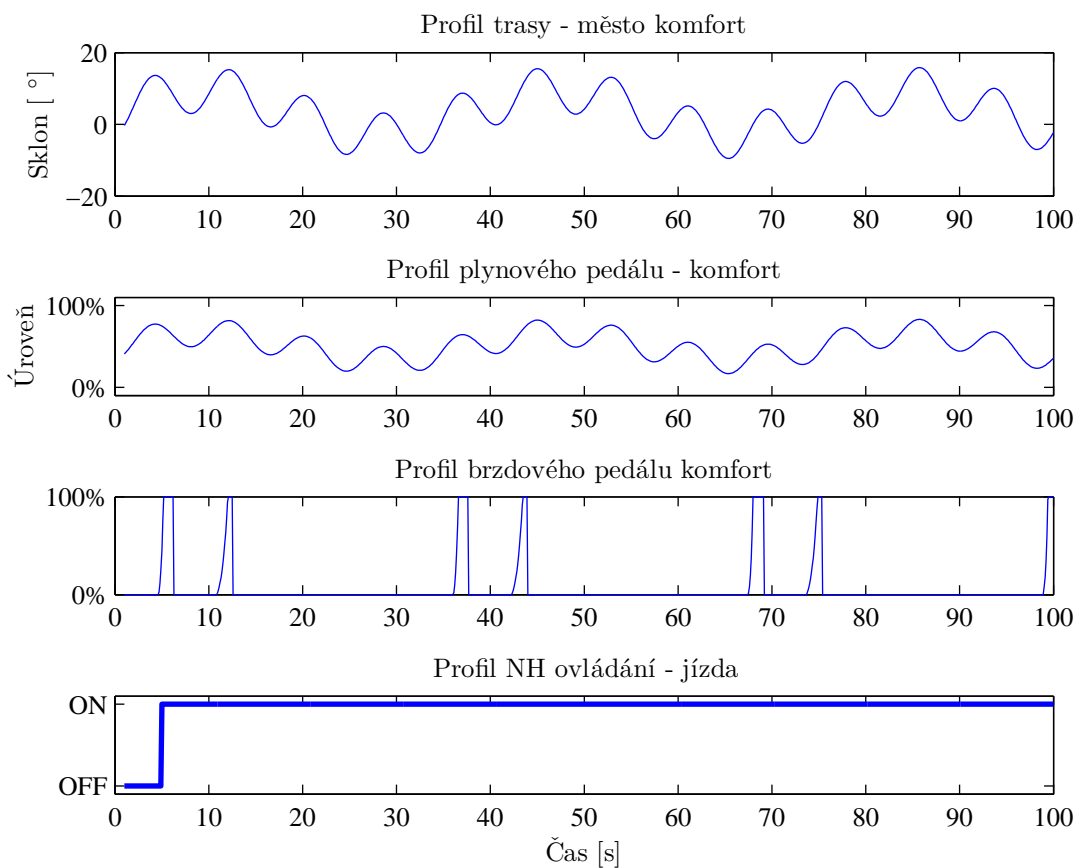 Profil trasy - město komfort
20
0
−20
Sklon [ °]
0 10 20 30 40 50 60 70 80 90 100
Profil plynového pedálu - komfort
100%
0%
Úroveň
0 10 20 30 40 50 60 70 80 90 100
Profil brzdového pedálu komfort
100%
0%
0 10 20 30 40 50 60 70 80 90 100
Profil NH ovládání - jízda
ON
OFF
0 10 20 30 40 50 60 70 80 90 100
Čas [s]